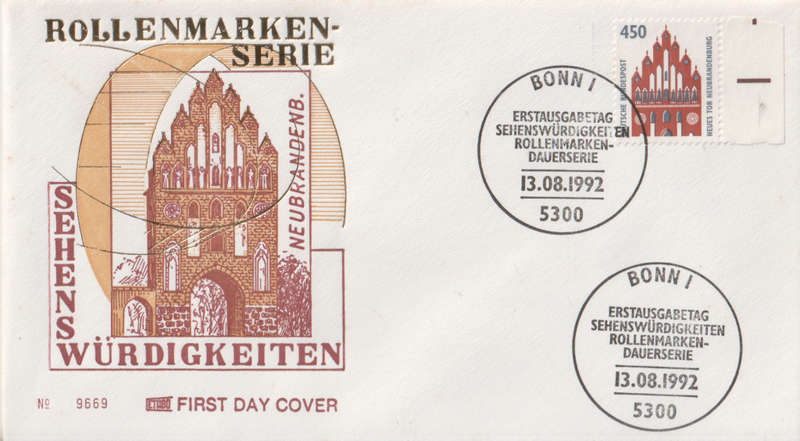 ROLLENMARKEN-
SERIE
NEUBRANDENB.
SEHENS
WÜRDIGKEITEN
Nº 9669
ETBO FIRST DAY COVER
450
DEUTSCHE BUNDESPOST
NEUES TOR NEUBRANDENBURG
BONN 1
ERSTAUSGABETAG
SEHENSWÜRDIGKEITEN
ROLLENMARKEN-
DAUERSERIE
13.08.1992
5300
BONN 1
ERSTAUSGABETAG
SEHENSWÜRDIGKEITEN
ROLLENMARKEN-
DAUERSERIE
13.08.1992
5300